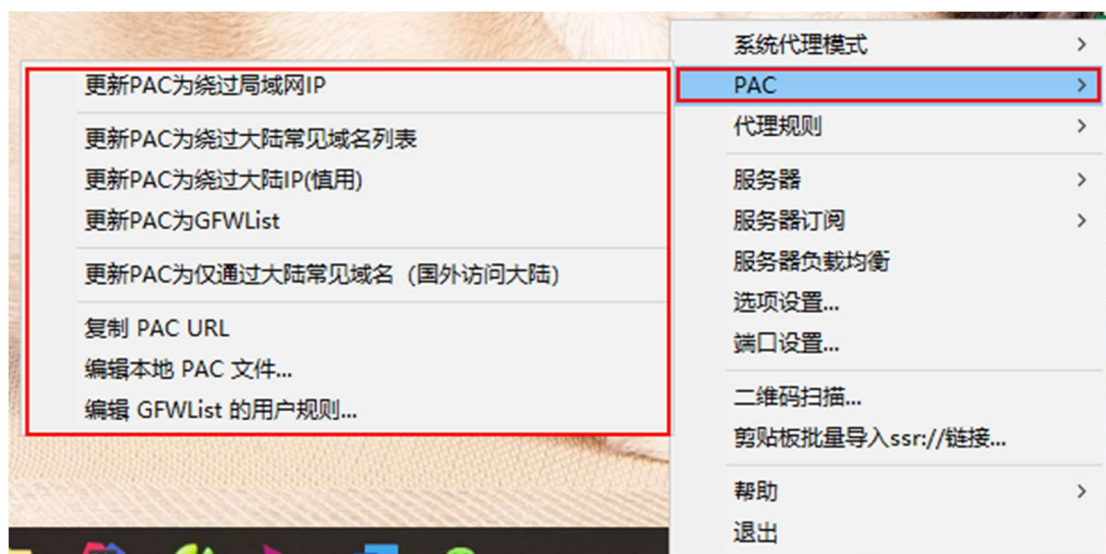 更新PAC为绕过局域网IP
更新PAC为绕过大陆常见域名列表
更新PAC为绕过大陆IP(慎用)
更新PAC为GFWList
更新PAC为仅通过大陆常见域名（国外访问大陆）
复制 PAC URL
编辑本地 PAC 文件...
编辑 GFWList 的用户规则...
系统代理模式
PAC
代理规则
服务器
服务器订阅
服务器负载均衡
选项设置...
端口设置...
二维码扫描...
剪贴板批量导入ssr://链接...
帮助
退出